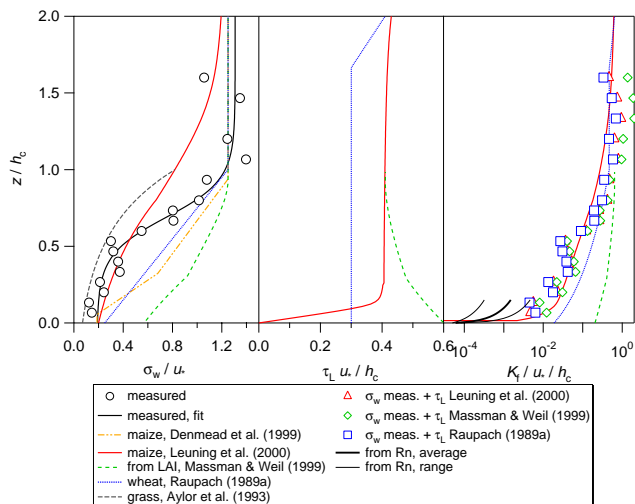 2.0
1.5
1.0
0.5
0.0
z / hc
0.0 0.4 0.8 1.2
σw / u*
0.0 0.2 0.4 0.6
τL u* / hc
10-4 10-2 100
Kf / u* / hc
measured
measured, fit
maize, Denmead et al. (1999)
maize, Leuning et al. (2000)
from LAI, Massman & Weil (1999)
wheat, Raupach (1989a)
grass, Aylor et al. (1993)
σw meas. + τL Leuning et al. (2000)
σw meas. + τL Massman & Weil (1999)
σw meas. + τL Raupach (1989a)
from Rn, average
from Rn, range